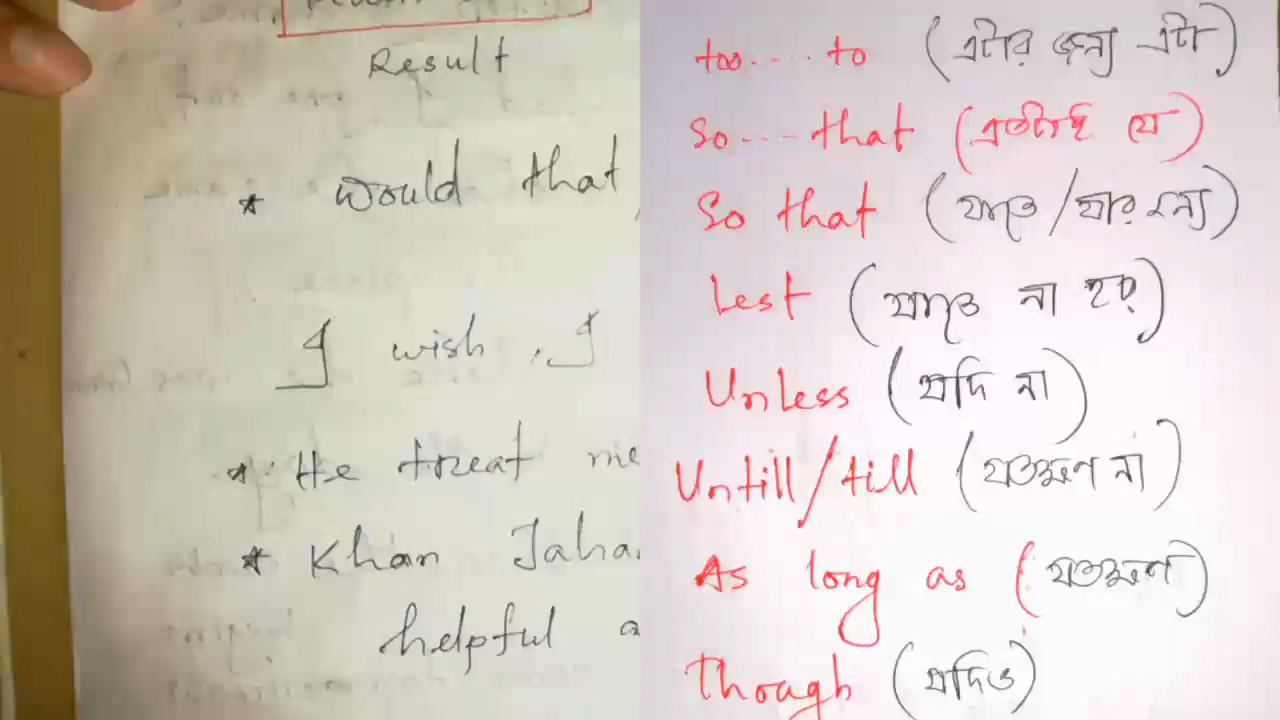 Result
* would that,
I wish, I
* He treat me
* Khan Jaha
helpful a
too.... to (এটার জন্য এটা)
So.... that (এতটাই যে)
So that (যাতে/যার জন্য)
Lest (যাতে না হয়)
Unless (যদি না)
Untill/till (যতক্ষণ না)
As long as (যতক্ষণ)
Though (যদিও)